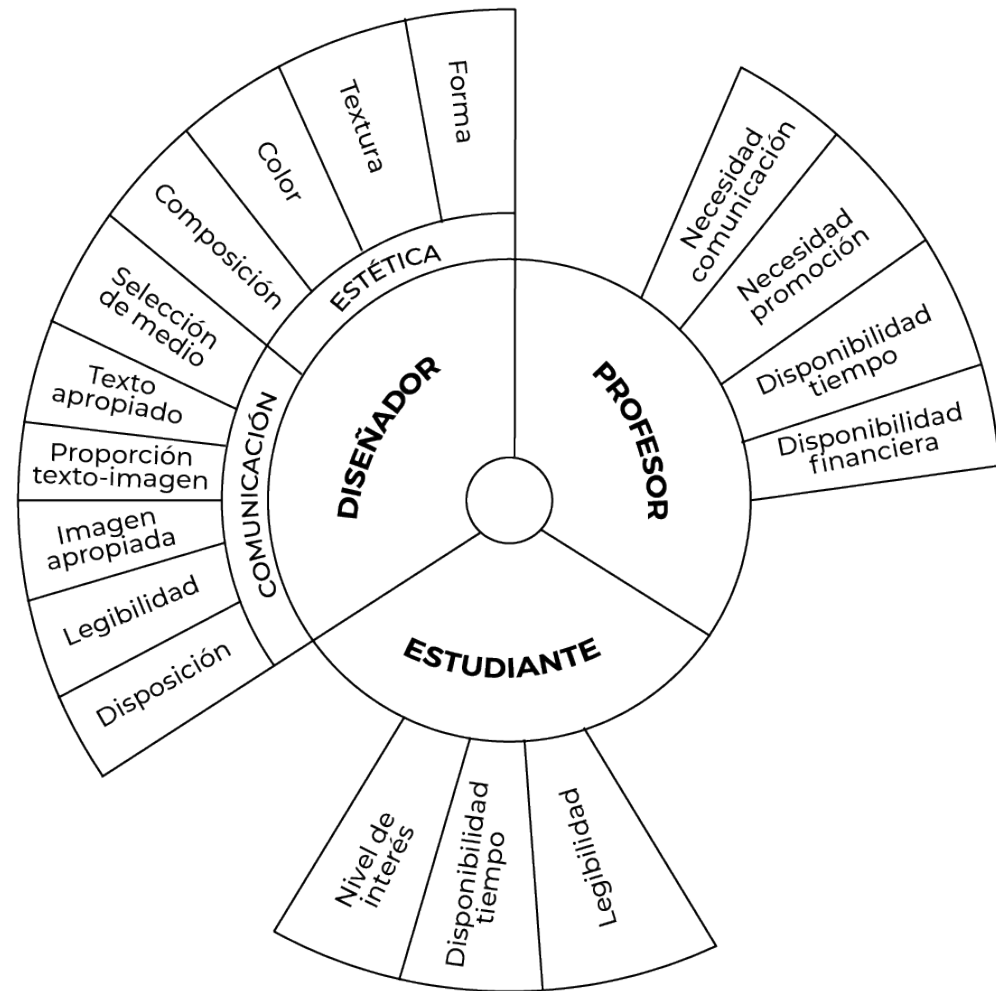 Forma
Textura
Color
Composición
ESTÉTICA
Selección
de medio
Texto
apropiado
Proporción
texto-imagen
Imagen
apropiada
Legibilidad
Disposición
COMUNICACIÓN
DISEÑADOR
PROFESOR
Necesidad
comunicación
Necesidad
promoción
Disponibilidad
tiempo
Disponibilidad
financiera
ESTUDIANTE
Nivel de
interés
Disponibilidad
tiempo
Legibilidad